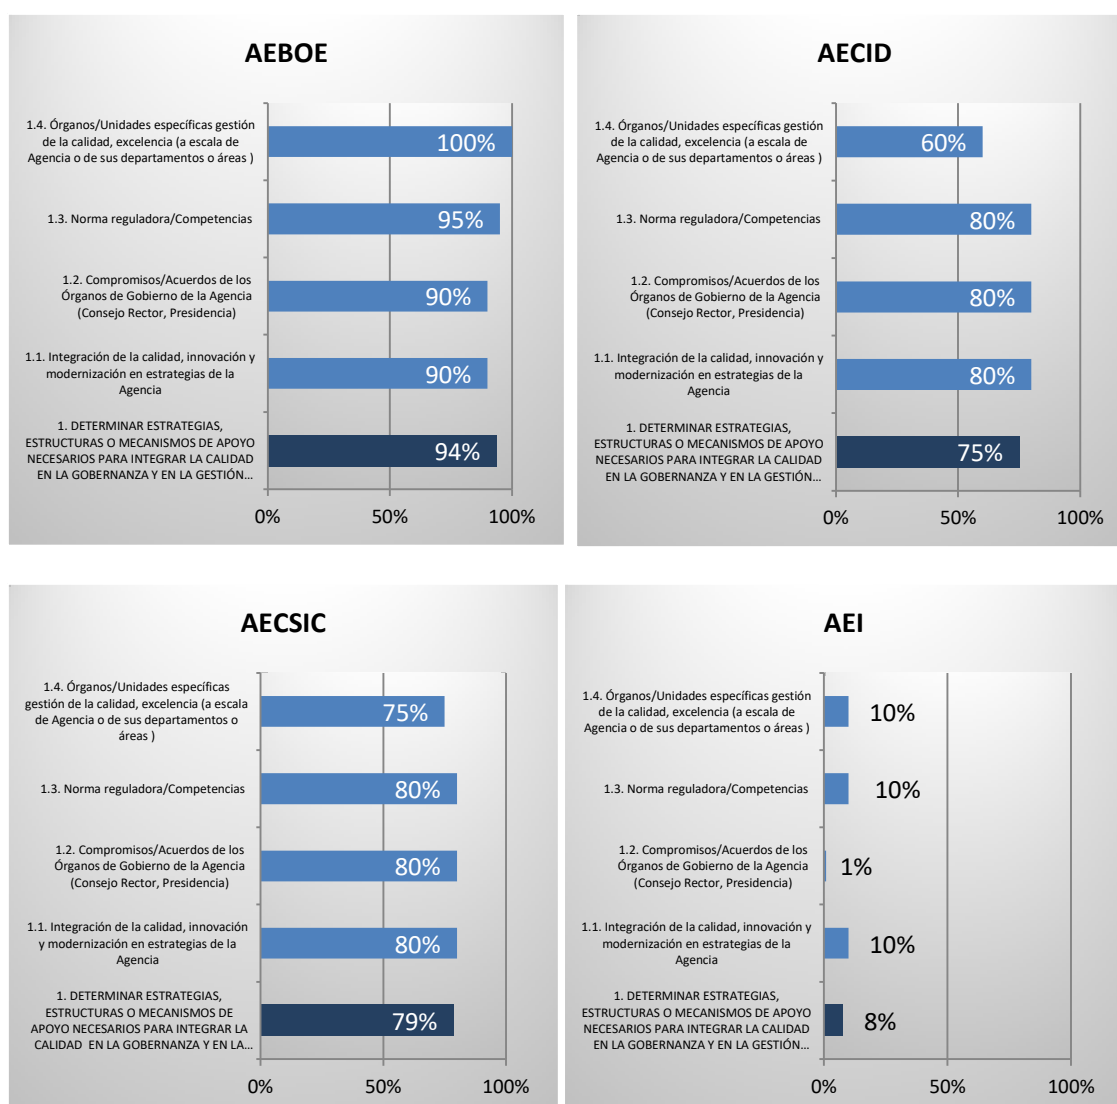 AEBOE
1.4. Órganos/Unidades específicas gestión
de la calidad, excelencia (a escala de
Agencia o de sus departamentos o áreas )
100%
1.3. Norma reguladora/Competencias
95%
1.2. Compromisos/Acuerdos de los
Órganos de Gobierno de la Agencia
(Consejo Rector, Presidencia)
90%
1.1. Integración de la calidad, innovación y
modernización en estrategias de la
Agencia
90%
1. DETERMINAR ESTRATEGIAS,
ESTRUCTURAS O MECANISMOS DE APOYO
NECESARIOS PARA INTEGRAR LA CALIDAD
EN LA GOBERNANZA Y EN LA GESTIÓN…
94%
0% 50% 100%
AECID
1.4. Órganos/Unidades específicas gestión
de la calidad, excelencia (a escala de
Agencia o de sus departamentos o áreas )
60%
1.3. Norma reguladora/Competencias
80%
1.2. Compromisos/Acuerdos de los
Órganos de Gobierno de la Agencia
(Consejo Rector, Presidencia)
80%
1.1. Integración de la calidad, innovación y
modernización en estrategias de la
Agencia
80%
1. DETERMINAR ESTRATEGIAS,
ESTRUCTURAS O MECANISMOS DE APOYO
NECESARIOS PARA INTEGRAR LA CALIDAD
EN LA GOBERNANZA Y EN LA GESTIÓN…
75%
0% 50% 100%
AECSIC
1.4. Órganos/Unidades específicas
gestión de la calidad, excelencia (a escala
de Agencia o de sus departamentos o
áreas )
75%
1.3. Norma reguladora/Competencias
80%
1.2. Compromisos/Acuerdos de los
Órganos de Gobierno de la Agencia
(Consejo Rector, Presidencia)
80%
1.1. Integración de la calidad, innovación
y modernización en estrategias de la
Agencia
80%
1. DETERMINAR ESTRATEGIAS,
ESTRUCTURAS O MECANISMOS DE
APOYO NECESARIOS PARA INTEGRAR LA
CALIDAD EN LA GOBERNANZA Y EN LA…
79%
0% 50% 100%
AEI
1.4. Órganos/Unidades específicas gestión
de la calidad, excelencia (a escala de
Agencia o de sus departamentos o áreas )
10%
1.3. Norma reguladora/Competencias
10%
1.2. Compromisos/Acuerdos de los
Órganos de Gobierno de la Agencia
(Consejo Rector, Presidencia)
1%
1.1. Integración de la calidad, innovación y
modernización en estrategias de la
Agencia
10%
1. DETERMINAR ESTRATEGIAS,
ESTRUCTURAS O MECANISMOS DE APOYO
NECESARIOS PARA INTEGRAR LA CALIDAD
EN LA GOBERNANZA Y EN LA GESTIÓN…
8%
0% 50% 100%